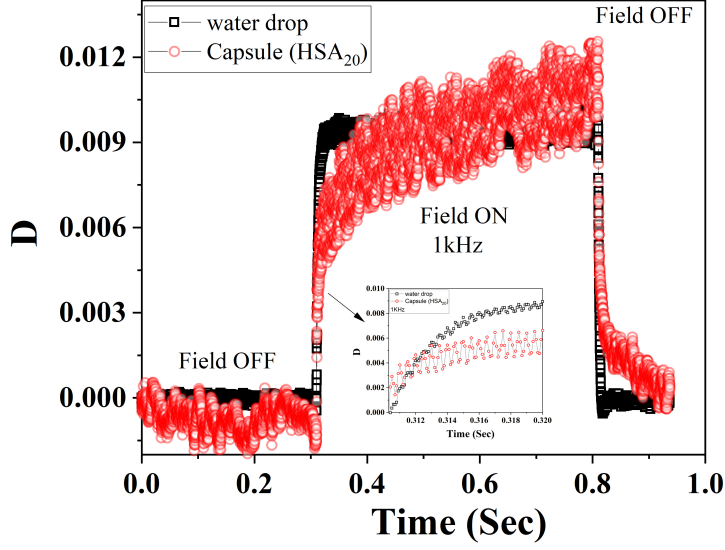 Field OFF
water drop
Capsule (HSA20)
0.012
0.009
0.006
0.003
0.000
D
Field ON
1kHz
Field OFF
0.010
0.008
0.006
0.004
0.002
0.000
D
water drop
Capsule (HSA20)
1KHz
0.312 0.314 0.316 0.318 0.320
Time (Sec)
0.0 0.2 0.4 0.6 0.8 1.0
Time (Sec)